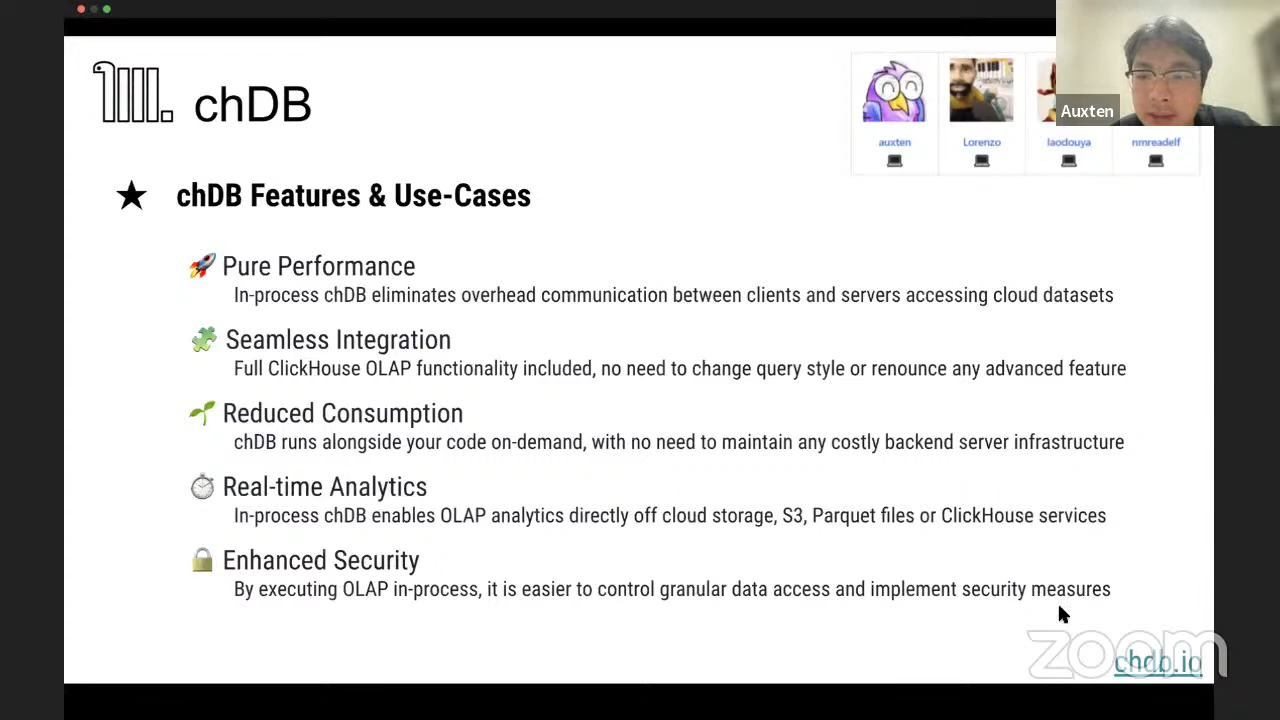 chDB
Auxten
auxten
Lorenzo
laodouya
nmreadelf
★ chDB Features & Use-Cases
🚀 Pure Performance
In-process chDB eliminates overhead communication between clients and servers accessing cloud datasets
🧩 Seamless Integration
Full ClickHouse OLAP functionality included, no need to change query style or renounce any advanced feature
🌱 Reduced Consumption
chDB runs alongside your code on-demand, with no need to maintain any costly backend server infrastructure
⏱️ Real-time Analytics
In-process chDB enables OLAP analytics directly off cloud storage, S3, Parquet files or ClickHouse services
🔒 Enhanced Security
By executing OLAP in-process, it is easier to control granular data access and implement security measures
zoom
chdb.io